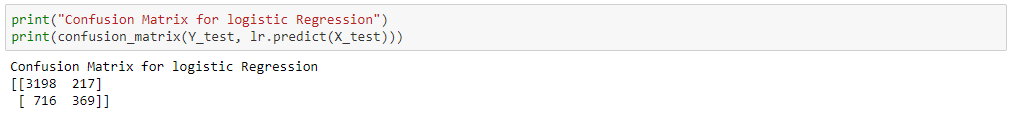 print("Confusion Matrix for logistic Regression")
print(confusion_matrix(Y_test, lr.predict(X_test)))
Confusion Matrix for logistic Regression
[[3198  217]
 [ 716  369]]